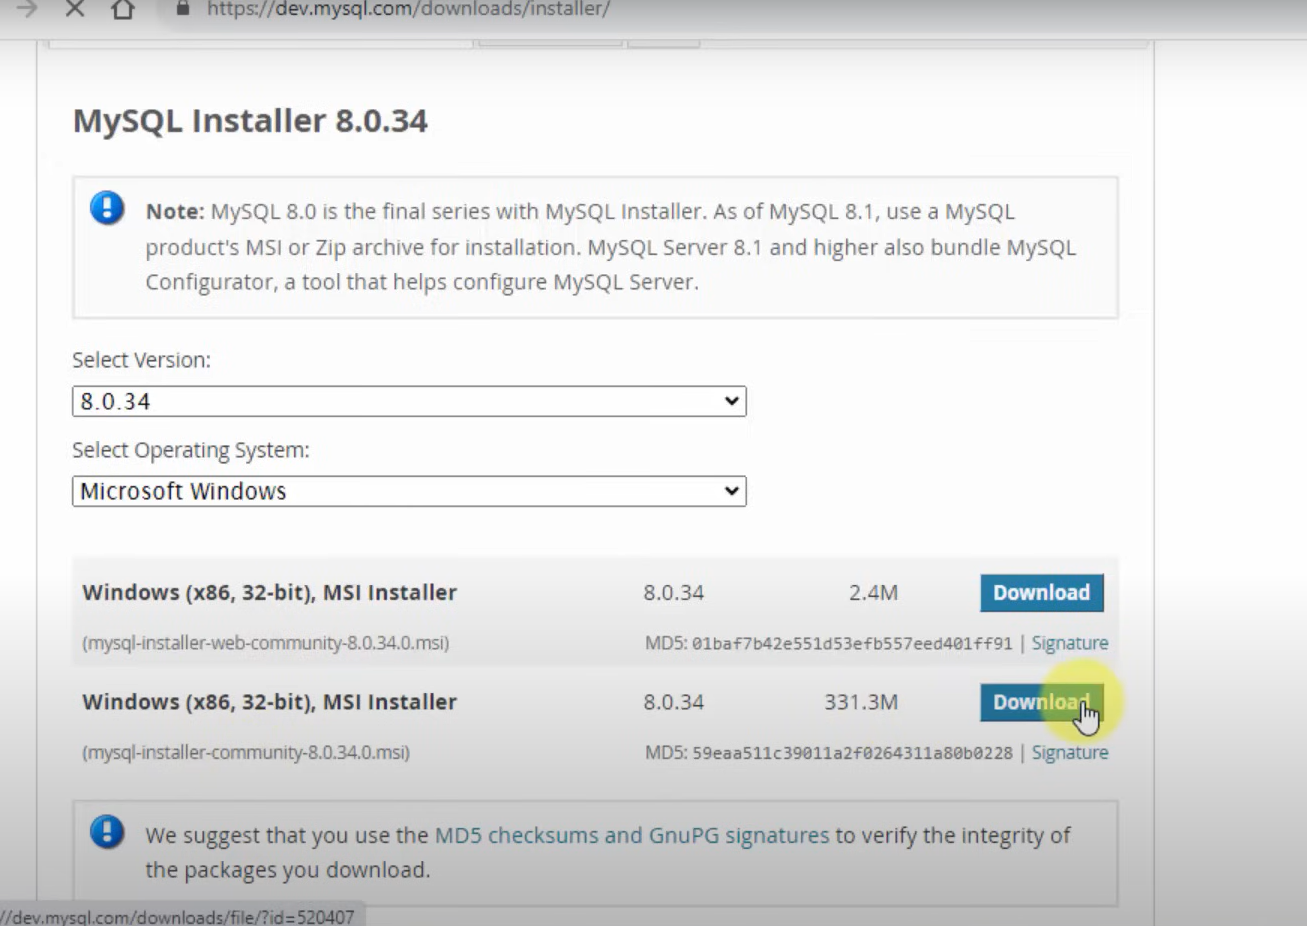 https://dev.mysql.com/downloads/installer/
MySQL Installer 8.0.34
Note: MySQL 8.0 is the final series with MySQL Installer. As of MySQL 8.1, use a MySQL
product's MSI or Zip archive for installation. MySQL Server 8.1 and higher also bundle MySQL
Configurator, a tool that helps configure MySQL Server.
Select Version:
8.0.34
Select Operating System:
Microsoft Windows
Windows (x86, 32-bit), MSI Installer 8.0.34 2.4M Download
(mysql-installer-web-community-8.0.34.0.msi) MD5: 01baf7b42e551d53efb557eed401ff91 | Signature
Windows (x86, 32-bit), MSI Installer 8.0.34 331.3M Download
(mysql-installer-community-8.0.34.0.msi) MD5: 59eaa511c39011a2f0264311a80b0228 | Signature
We suggest that you use the MD5 checksums and GnuPG signatures to verify the integrity of
the packages you download.
//dev.mysql.com/downloads/file/?id=520407